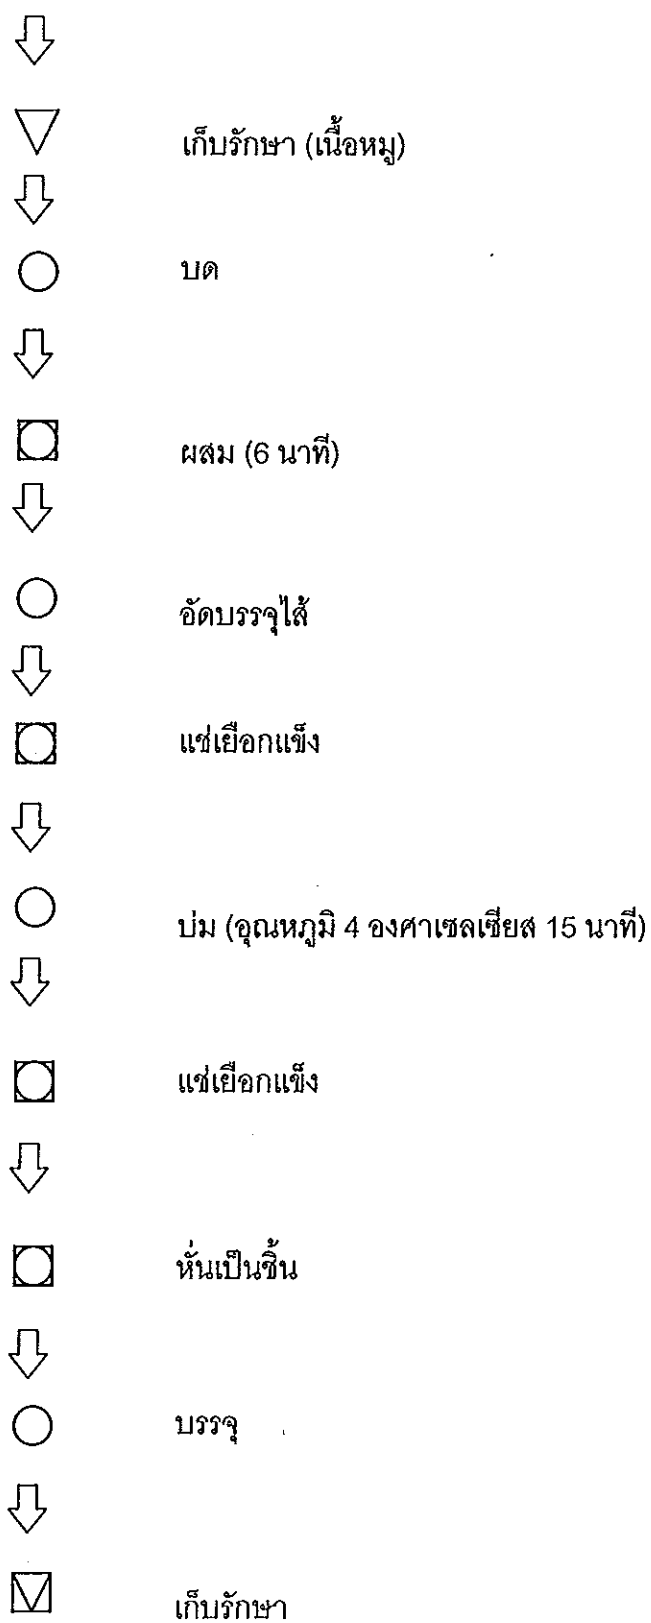 เก็บรักษา (เนื้อหมู)
บด
ผสม (6 นาที)
อัดบรรจุไส้
แช่เยือกแข็ง
บ่ม (อุณหภูมิ 4 องศาเซลเซียส 15 นาที)
แช่เยือกแข็ง
หั่นเป็นชิ้น
บรรจุ
เก็บรักษา